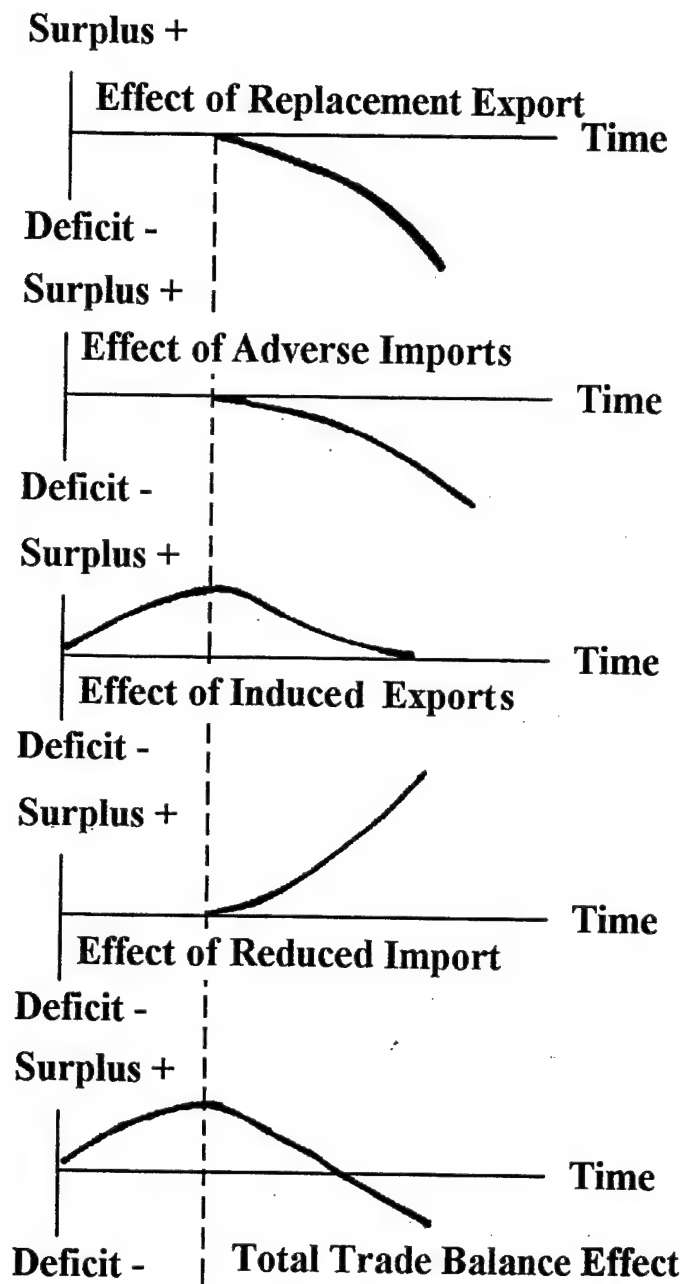 Surplus +
Effect of Replacement Export
Time
Deficit -
Surplus +
Effect of Adverse Imports
Time
Deficit -
Surplus +
Time
Effect of Induced Exports
Deficit -
Surplus +
Time
Effect of Reduced Import
Deficit -
Surplus +
Time
Deficit -
Total Trade Balance Effect